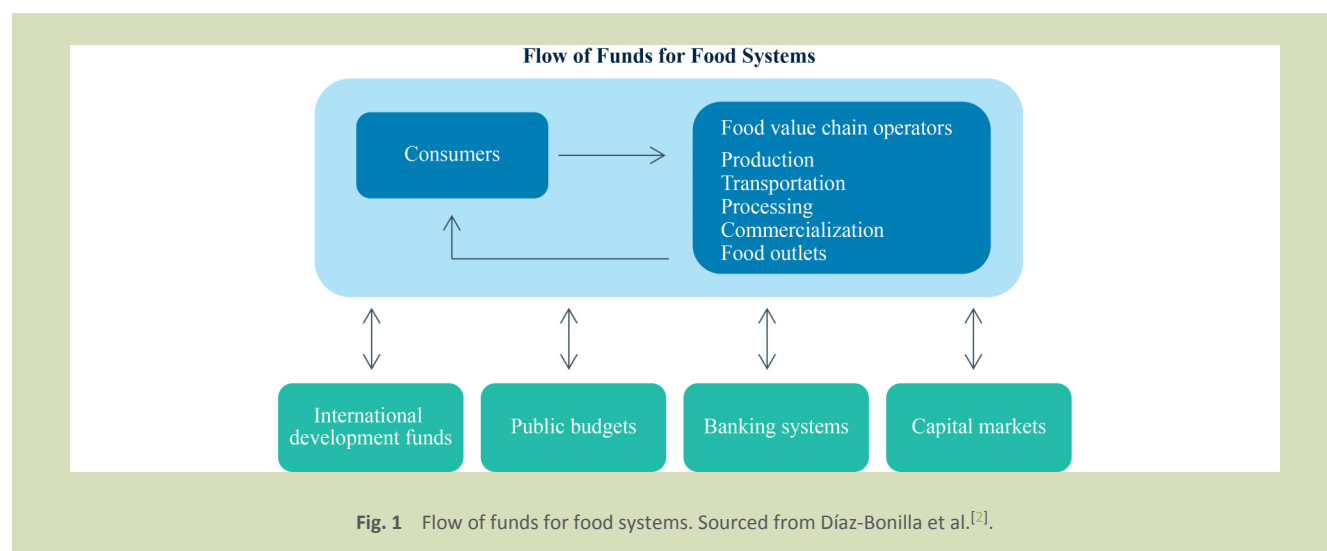 Flow of Funds for Food Systems
Consumers
Food value chain operators
Production
Transportation
Processing
Commercialization
Food outlets
International
development funds
Public budgets
Banking systems
Capital markets
Fig. 1 Flow of funds for food systems. Sourced from Díaz-Bonilla et al.[2].